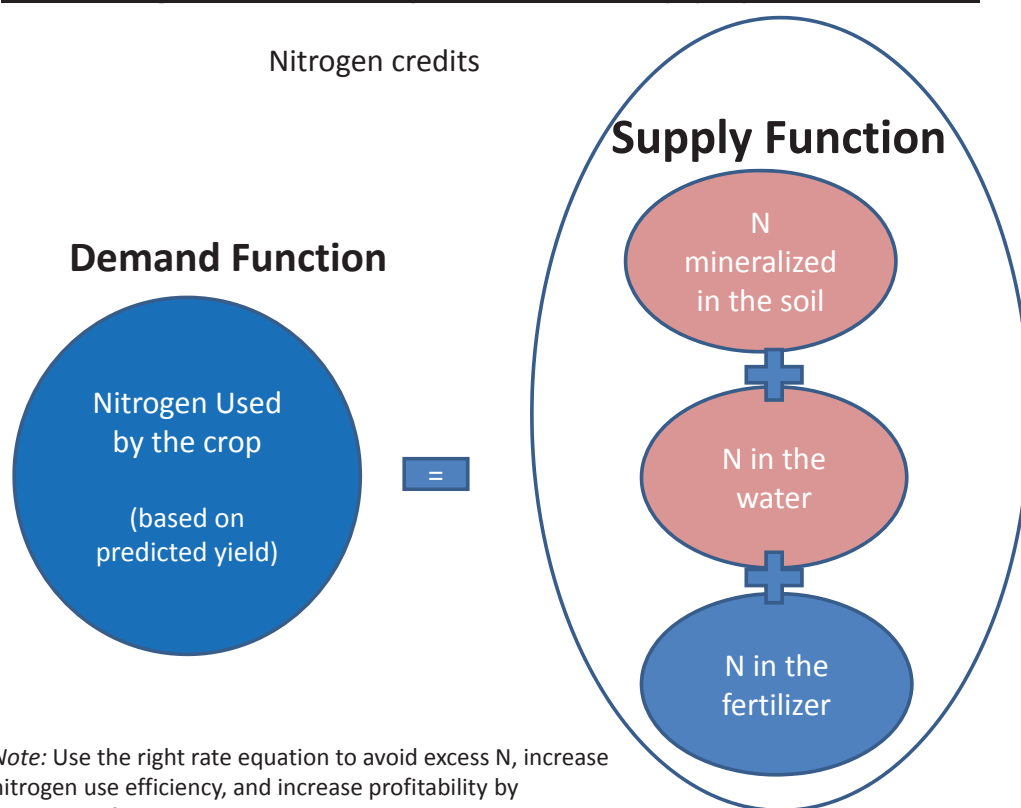 Nitrogen credits
Supply Function
N
mineralized
in the soil
Demand Function
Nitrogen Used
by the crop
(based on
predicted yield)
=
N in the
water
N in the
fertilizer
Note: Use the right rate equation to avoid excess N, increase
nitrogen use efficiency, and increase profitability by